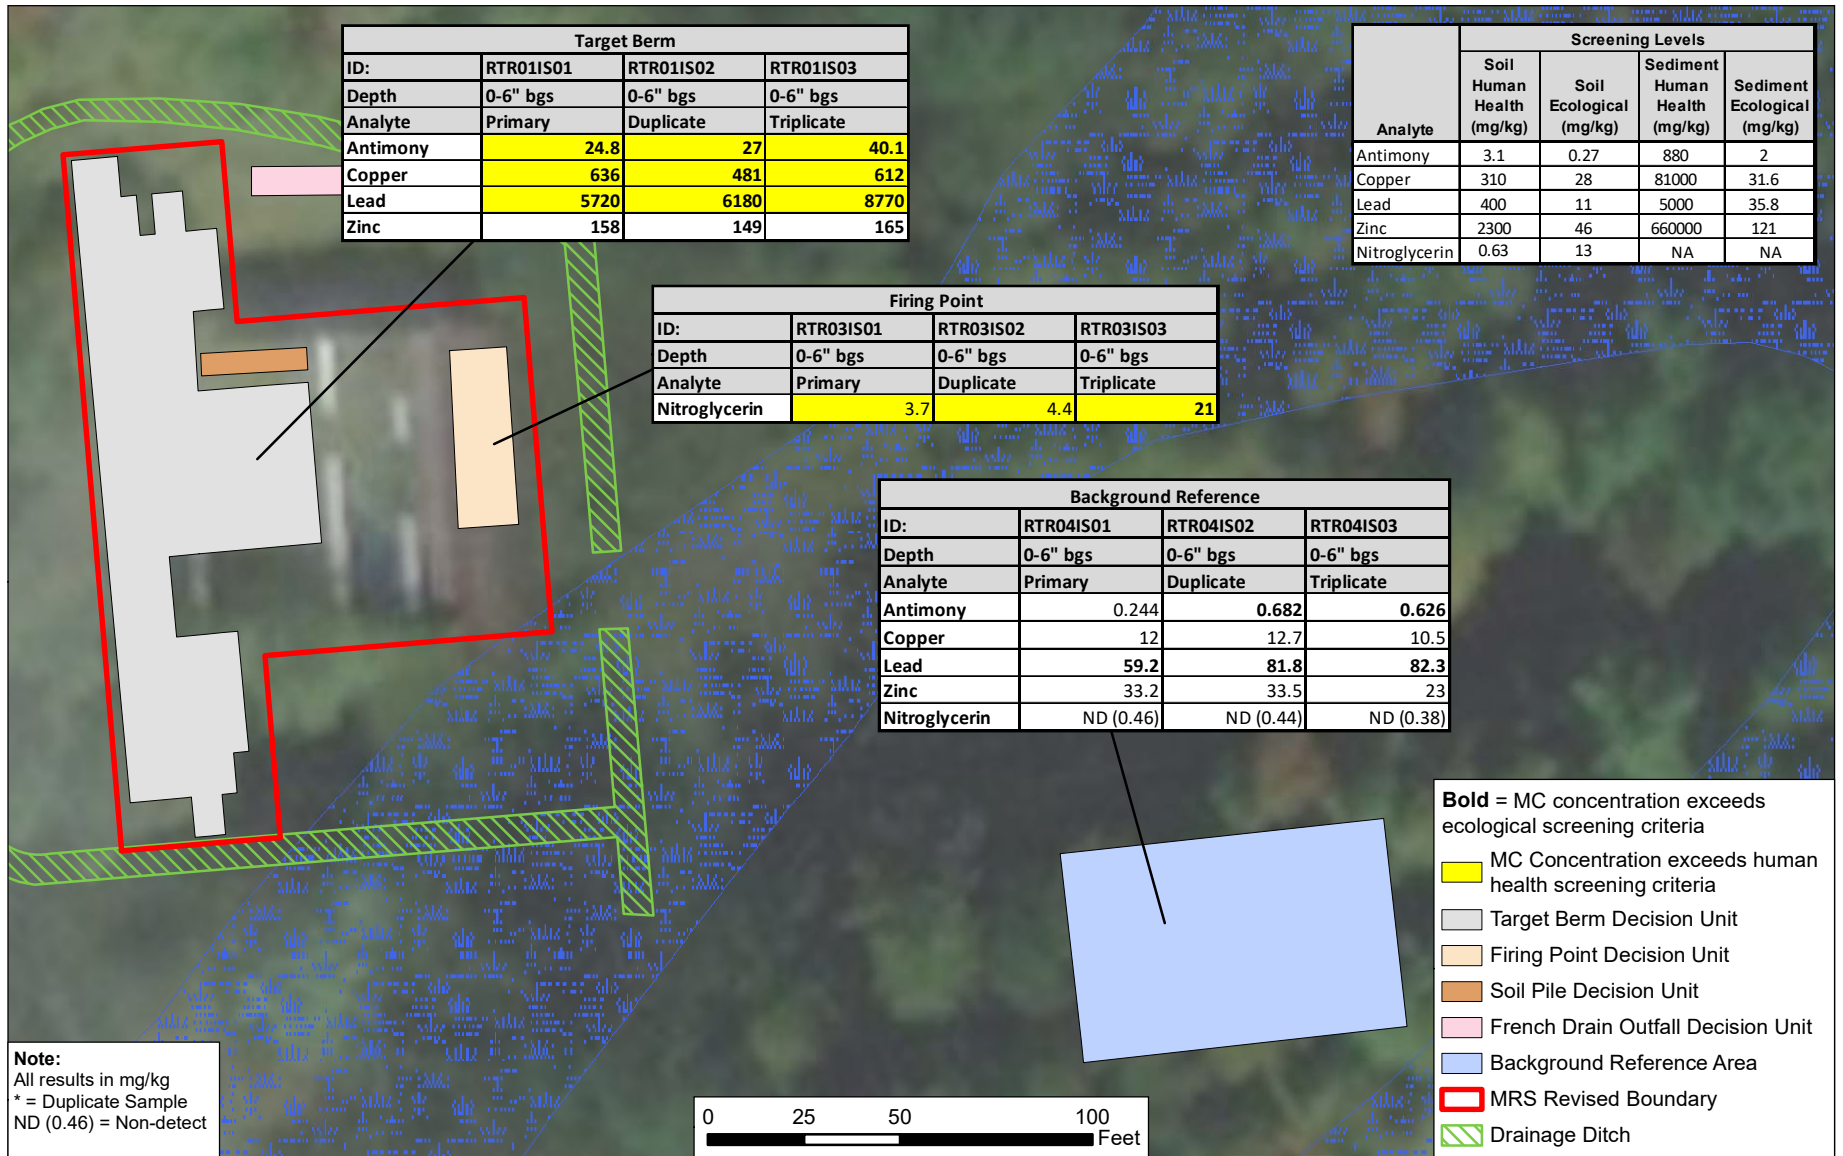 Target Berm
ID: RTR01IS01 RTR01IS02 RTR01IS03
Depth 0-6" bgs 0-6" bgs 0-6" bgs
Analyte Primary Duplicate Triplicate
Antimony 24.8 27 40.1
Copper 636 481 612
Lead 5720 6180 8770
Zinc 158 149 165
Screening Levels
Analyte Soil Human Health (mg/kg) Soil Ecological (mg/kg) Sediment Human Health (mg/kg) Sediment Ecological (mg/kg)
Antimony 3.1 0.27 880 2
Copper 310 28 81000 31.6
Lead 400 11 5000 35.8
Zinc 2300 46 660000 121
Nitroglycerin 0.63 13 NA NA
Firing Point
ID: RTR03IS01 RTR03IS02 RTR03IS03
Depth 0-6" bgs 0-6" bgs 0-6" bgs
Analyte Primary Duplicate Triplicate
Nitroglycerin 3.7 4.4 21
Background Reference
ID: RTR04IS01 RTR04IS02 RTR04IS03
Depth 0-6" bgs 0-6" bgs 0-6" bgs
Analyte Primary Duplicate Triplicate
Antimony 0.244 0.682 0.626
Copper 12 12.7 10.5
Lead 59.2 81.8 82.3
Zinc 33.2 33.5 23
Nitroglycerin ND (0.46) ND (0.44) ND (0.38)
Bold = MC concentration exceeds
ecological screening criteria
MC Concentration exceeds human
health screening criteria
Target Berm Decision Unit
Firing Point Decision Unit
Soil Pile Decision Unit
French Drain Outfall Decision Unit
Background Reference Area
MRS Revised Boundary
Drainage Ditch
Note:
All results in mg/kg
* = Duplicate Sample
ND (0.46) = Non-detect
0 25 50 100
Feet